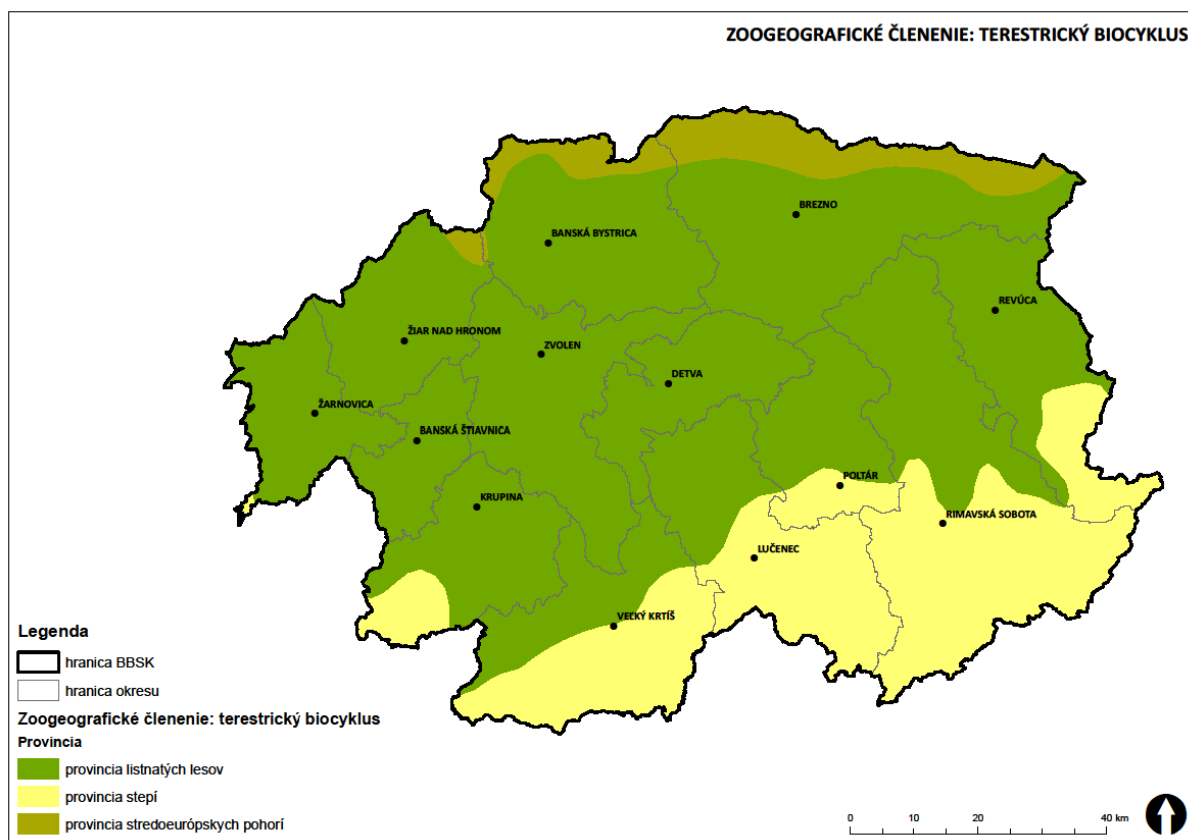 ZOOGEOGRAFICKÉ ČLENENIE: TERESTRICKÝ BIOCYKLUS
BREZNO
BANSKÁ BYSTRICA
REVÚCA
ŽIAR NAD HRONOM
ZVOLEN
DETVA
ŽARNOVICA
BANSKÁ ŠTIAVNICA
POLTÁR
KRUPINA
RIMAVSKÁ SOBOTA
LUČENEC
VEĽKÝ KRTÍŠ
Legenda
hranica BBSK
hranica okresu
Zoogeografické členenie: terestrický biocyklus
Provincia
provincia listnatých lesov
provincia stepí
provincia stredoeurópskych pohorí
0 10 20 40 km